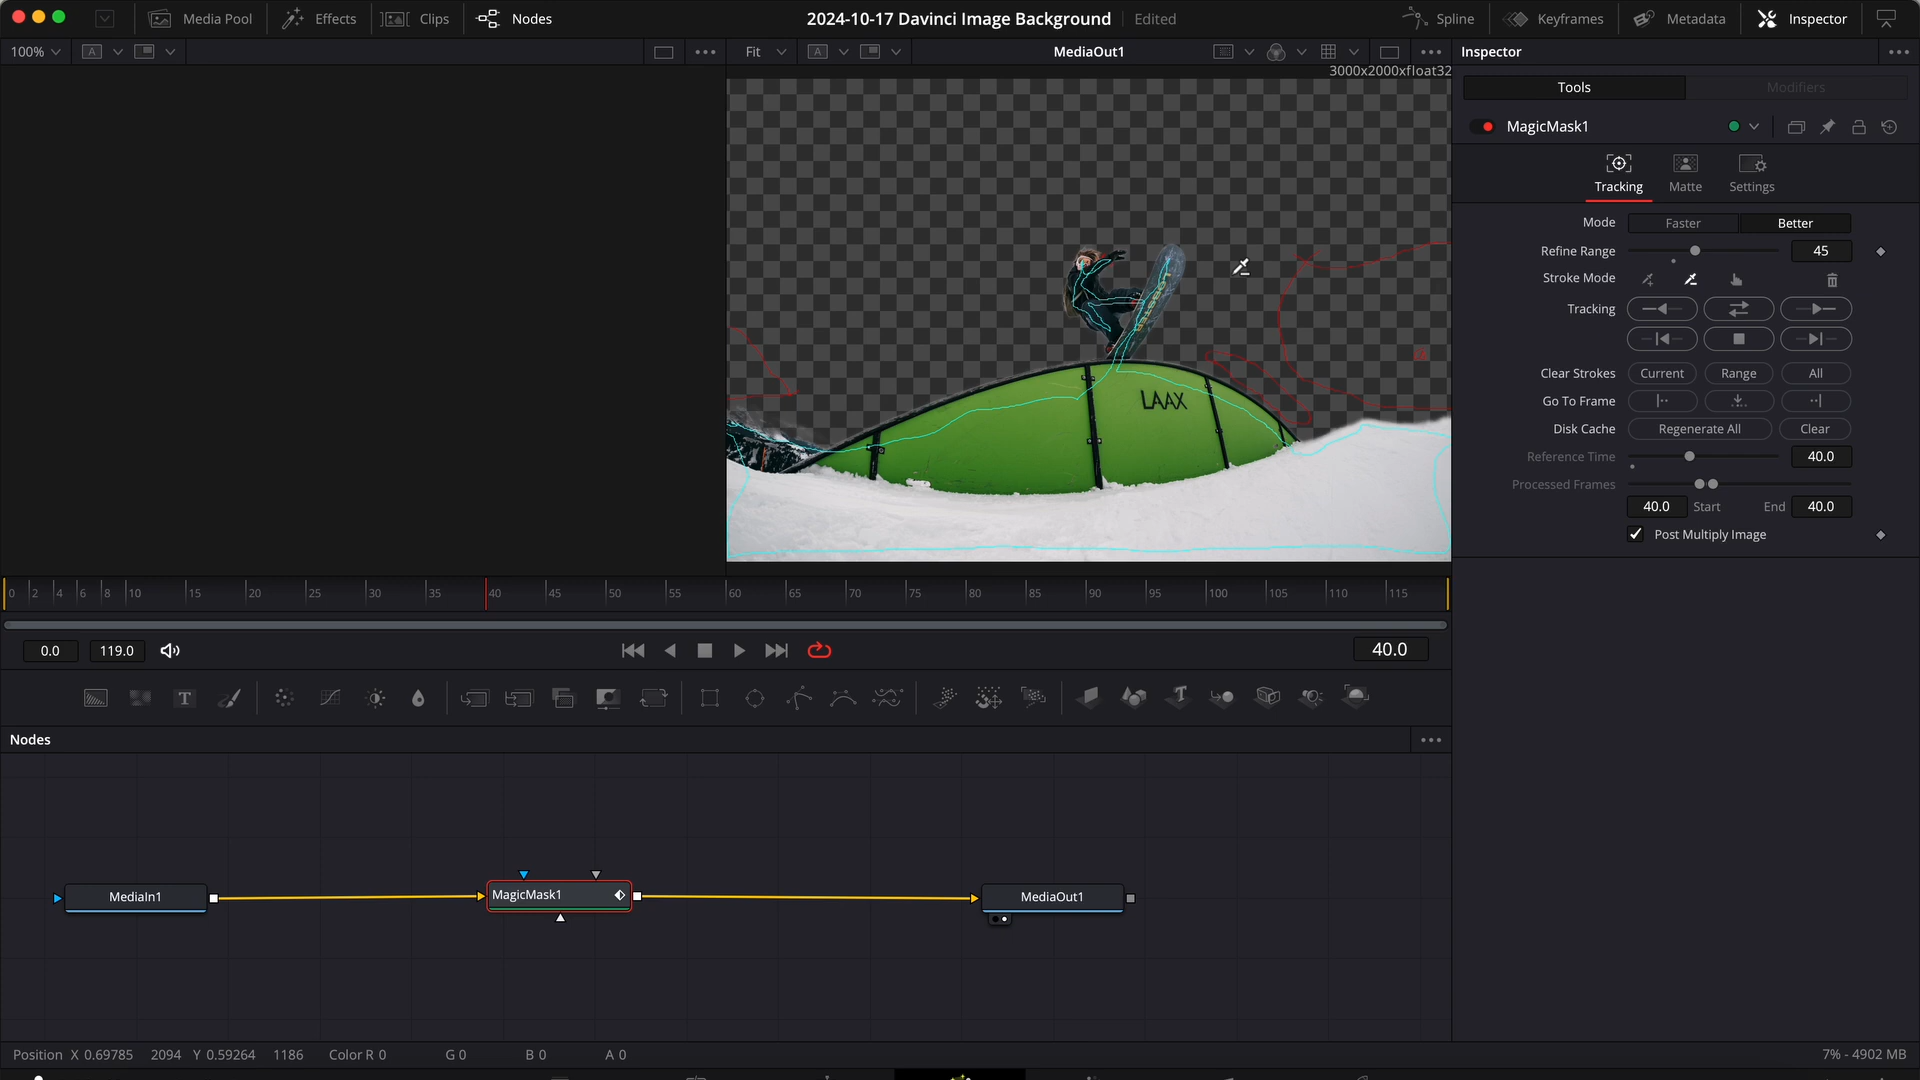 Media Pool Effects Clips Nodes 2024-10-17 Davinci Image Background Edited Spline Keyframes Metadata Inspector
100% A Fit A MediaOut1 Inspector
3000x2000xfloat32
Tools Modifiers
MagicMask1
Tracking Matte Settings
Mode Faster Better
Refine Range 45
Stroke Mode
Tracking
Clear Strokes Current Range All
Go To Frame
Disk Cache Regenerate All Clear
Reference Time 40.0
Processed Frames
40.0 Start End 40.0
Post Multiply Image
LAAX
0 2 4 6 8 10 15 20 25 30 35 40 45 50 55 60 65 70 75 80 85 90 95 100 105 110 115
0.0 119.0 40.0
T T
Nodes
MediaIn1 MagicMask1 MediaOut1
Position X 0.69785 2094 Y 0.59264 1186 Color R 0 G 0 B 0 A 0 7% - 4902 MB